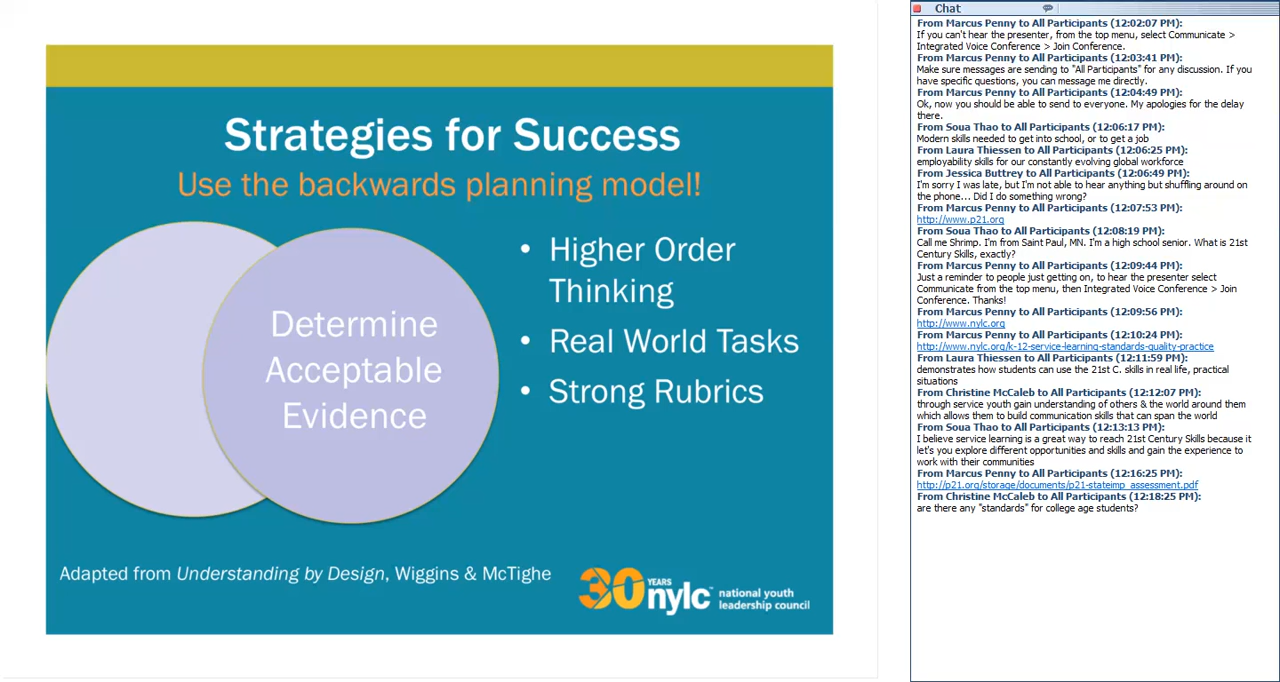 Strategies for Success
Use the backwards planning model!
Determine
Acceptable
Evidence
• Higher Order
Thinking
• Real World Tasks
• Strong Rubrics
Adapted from Understanding by Design, Wiggins & McTighe
30 YEARS nylc™ national youth
leadership council
Chat
From Marcus Penny to All Participants (12:02:07 PM):
If you can't hear the presenter, from the top menu, select Communicate >
Integrated Voice Conference > Join Conference.
From Marcus Penny to All Participants (12:03:41 PM):
Make sure messages are sending to "All Participants" for any discussion. If you
have specific questions, you can message me directly.
From Marcus Penny to All Participants (12:04:49 PM):
Ok, now you should be able to send to everyone. My apologies for the delay
there.
From Soua Thao to All Participants (12:06:17 PM):
Modern skills needed to get into school, or to get a job
From Laura Thiessen to All Participants (12:06:25 PM):
employability skills for our constantly evolving global workforce
From Jessica Buttrey to All Participants (12:06:49 PM):
I'm sorry I was late, but I'm not able to hear anything but shuffling around on
the phone... Did I do something wrong?
From Marcus Penny to All Participants (12:07:53 PM):
http://www.p21.org
From Soua Thao to All Participants (12:08:19 PM):
Call me Shrimp. I'm from Saint Paul, MN. I'm a high school senior. What is 21st
Century Skills, exactly?
From Marcus Penny to All Participants (12:09:44 PM):
Just a reminder to people just getting on, to hear the presenter select
Communicate from the top menu, then Integrated Voice Conference > Join
Conference. Thanks!
From Marcus Penny to All Participants (12:09:56 PM):
http://www.nylc.org
From Marcus Penny to All Participants (12:10:24 PM):
http://www.nylc.org/k-12-service-learning-standards-quality-practice
From Laura Thiessen to All Participants (12:11:59 PM):
demonstrates how students can use the 21st C. skills in real life, practical
situations
From Christine McCaleb to All Participants (12:12:07 PM):
through service youth gain understanding of others & the world around them
which allows them to build communication skills that can span the world
From Soua Thao to All Participants (12:13:13 PM):
I believe service learning is a great way to reach 21st Century Skills because it
let's you explore different opportunities and skills and gain the experience to
work with their communities
From Marcus Penny to All Participants (12:16:25 PM):
http://p21.org/storage/documents/p21-stateimp_assessment.pdf
From Christine McCaleb to All Participants (12:18:25 PM):
are there any "standards" for college age students?